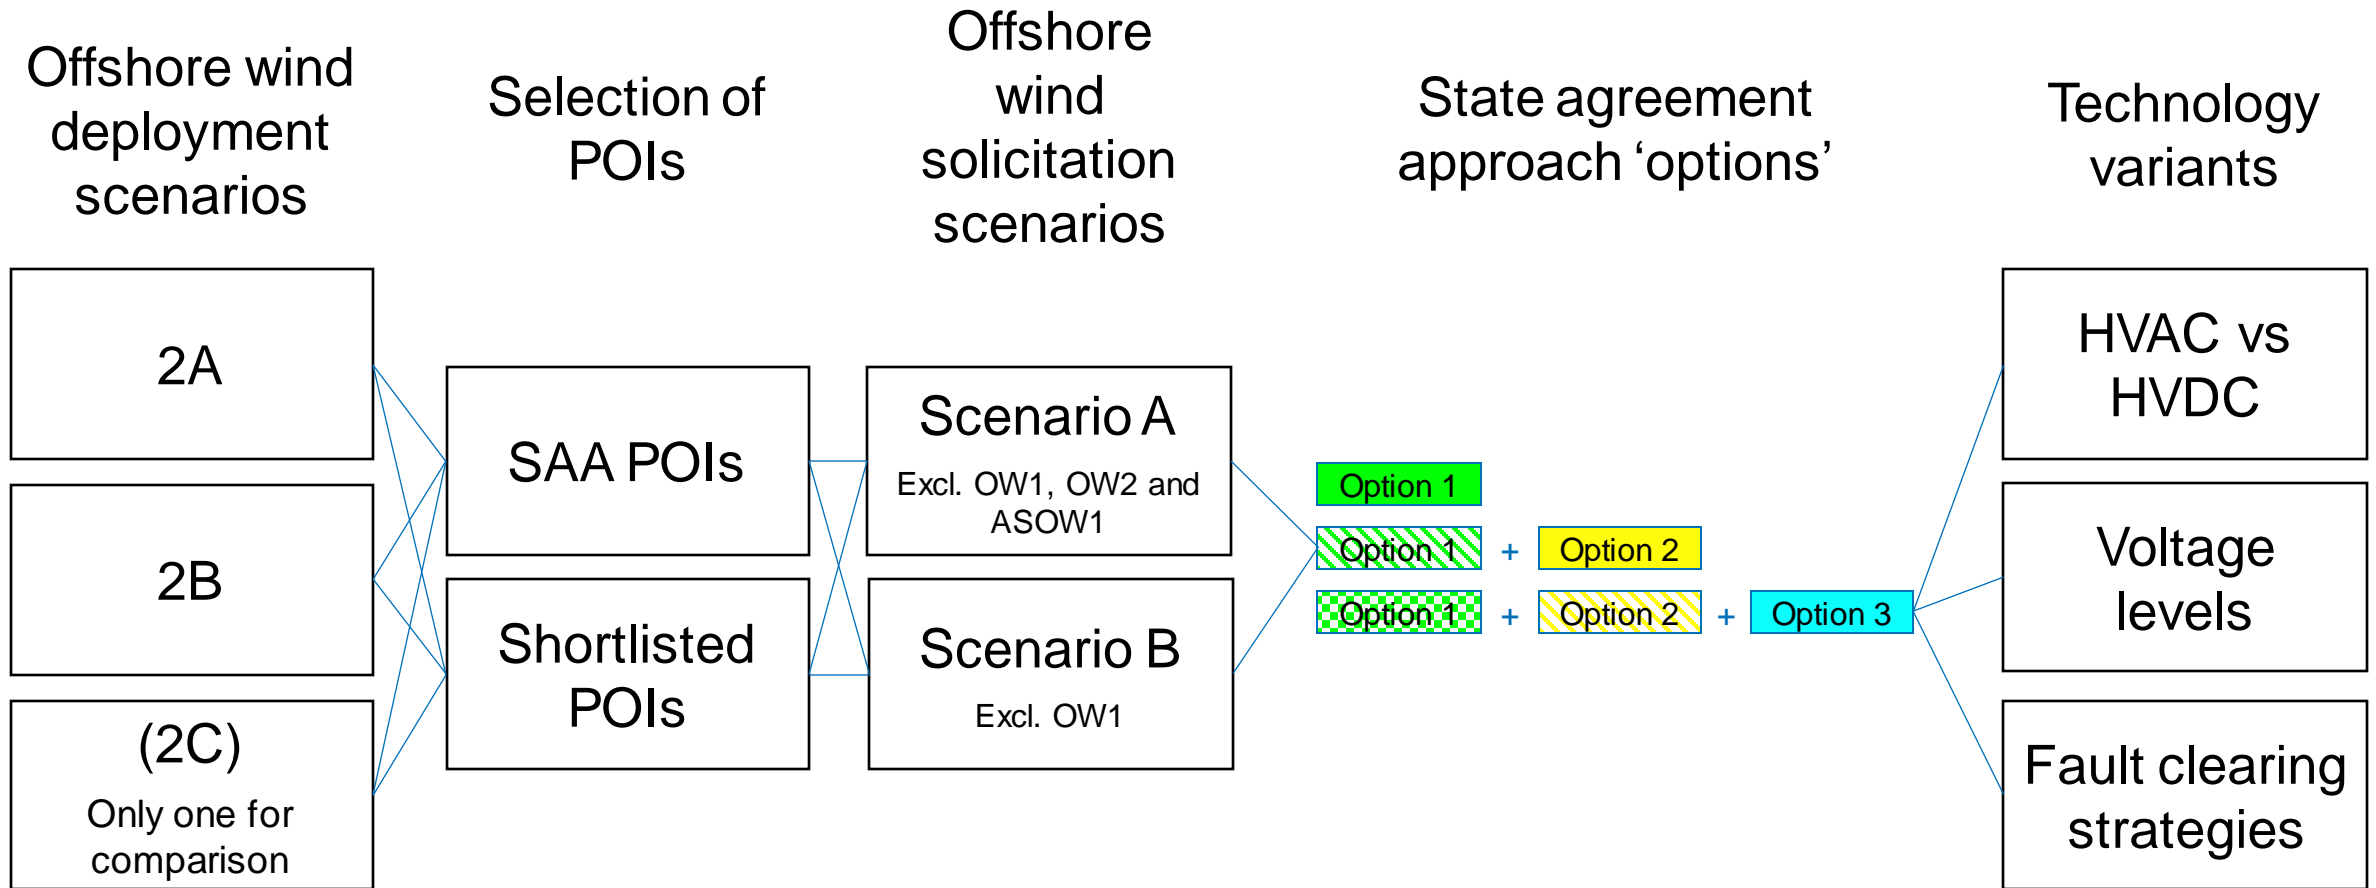 Offshore wind
deployment
scenarios
Selection of
POIs
Offshore
wind
solicitation
scenarios
State agreement
approach ‘options’
Technology
variants
2A
2B
(2C)
Only one for
comparison
SAA POIs
Shortlisted
POIs
Scenario A
Excl. OW1, OW2 and
ASOW1
Scenario B
Excl. OW1
Option 1
Option 1 + Option 2
Option 1 + Option 2 + Option 3
HVAC vs
HVDC
Voltage
levels
Fault clearing
strategies